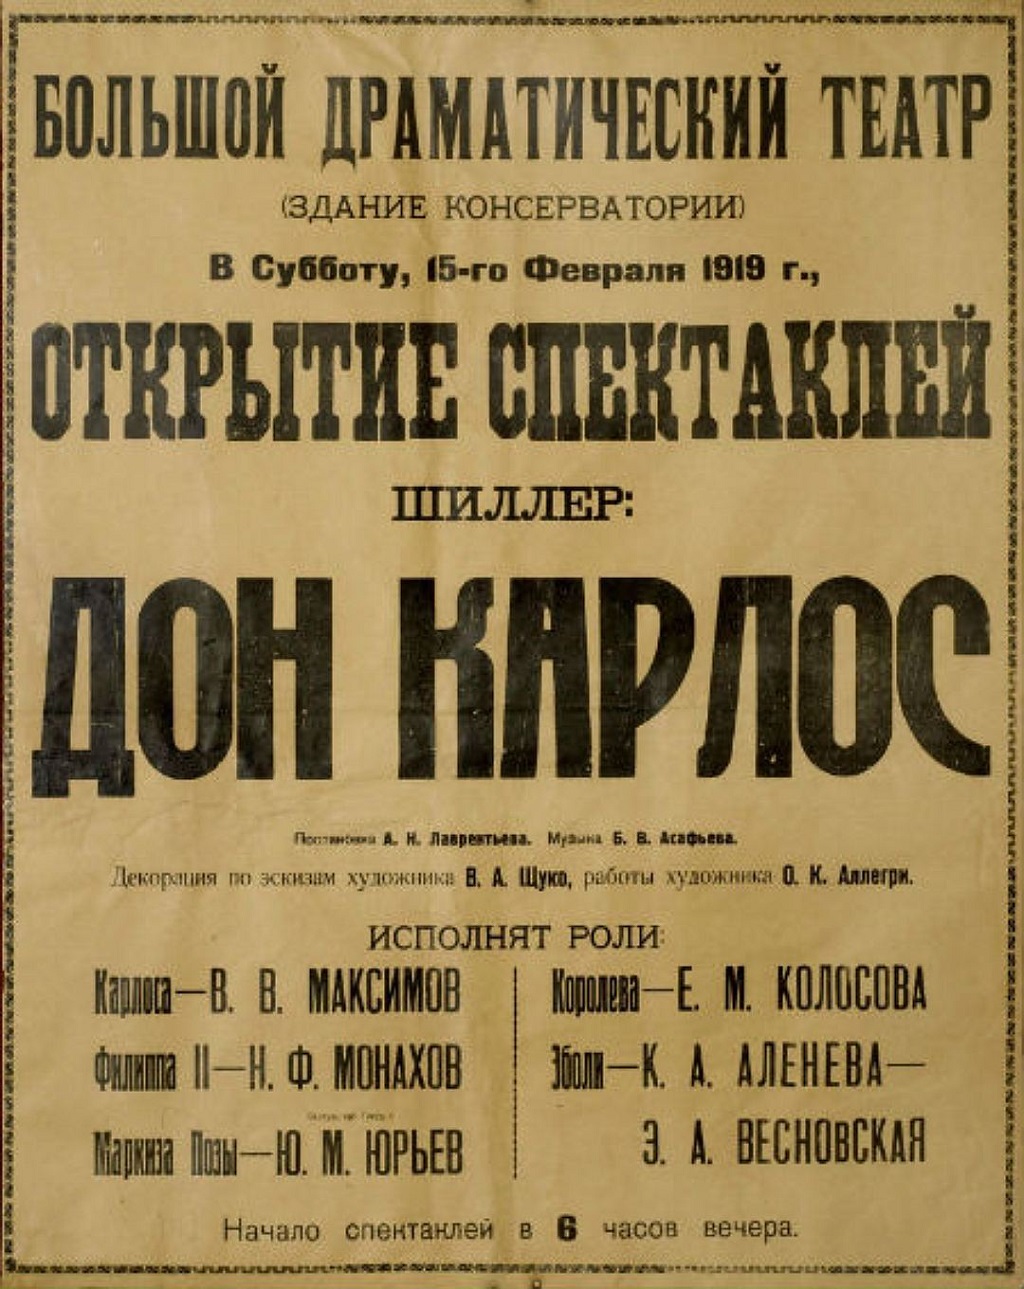 БОЛЬШОЙ ДРАМАТИЧЕСКИЙ ТЕАТР
(ЗДАНИЕ КОНСЕРВАТОРИИ)
В Субботу, 15-го Февраля 1919 г.,
ОТКРЫТИЕ СПЕКТАКЛЕЙ
ШИЛЛЕР:
ДОН КАРЛОС
Постановка А. Н. Лаврентьева. Музыка Б. В. Асафьева.
Декорация по эскизам художника В. А. Щуко, работы художника О. К. Аллегри.
ИСПОЛНЯТ РОЛИ:
Карлоса—В. В. МАКСИМОВ
Филиппа II—Н. Ф. МОНАХОВ
Маркиза Позы—Ю. М. ЮРЬЕВ
Королева—Е. М. КОЛОСОВА
Эболи—К. А. АЛЕНЕВА—
Э. А. ВЕСНОВСКАЯ
Начало спектаклей в 6 часов вечера.